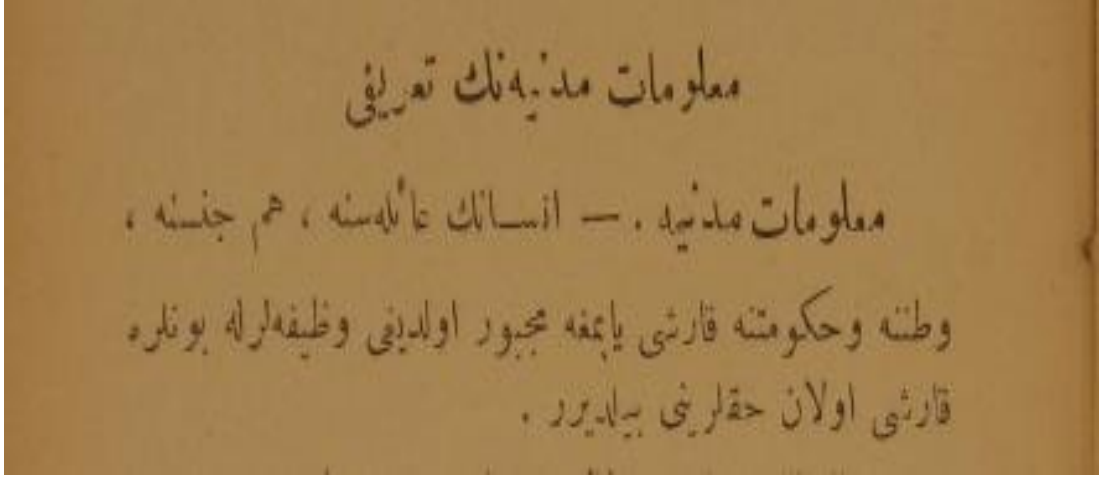 معلومات مدنیه‌نك تعریفی
معلومات مدنیه . — انسانك عائله‌سنه ، هم جنسنه ،
وطننه وحكومتنه قارشی یاپمغه مجبور اولدیغی وظیفه‌لرله بونلره
قارشی اولان حقلرینی بیلدیرر .